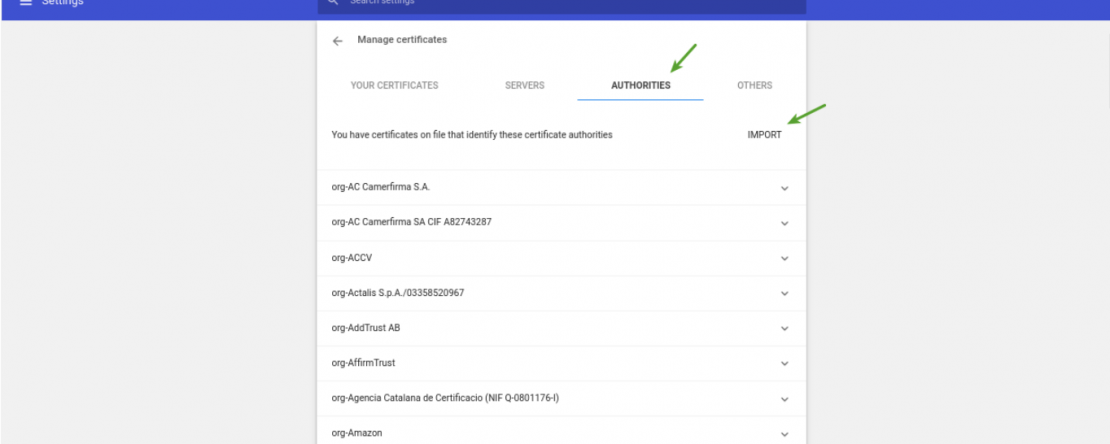 Settings
Search settings
Manage certificates
YOUR CERTIFICATES SERVERS AUTHORITIES OTHERS
You have certificates on file that identify these certificate authorities IMPORT
org-AC Camerfirma S.A.
org-AC Camerfirma SA CIF A82743287
org-ACCV
org-Actalis S.p.A./03358520967
org-AddTrust AB
org-AffirmTrust
org-Agencia Catalana de Certificacio (NIF Q-0801176-I)
org-Amazon